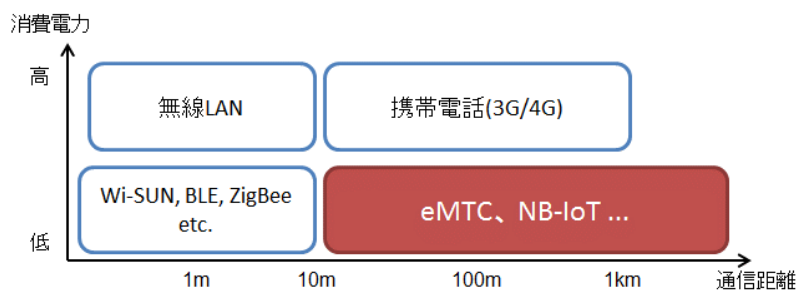 消費電力
高
無線LAN
携帯電話(3G/4G)
Wi-SUN, BLE, ZigBee
etc.
eMTC、NB-IoT ...
低
1m
10m
100m
1km
通信距離